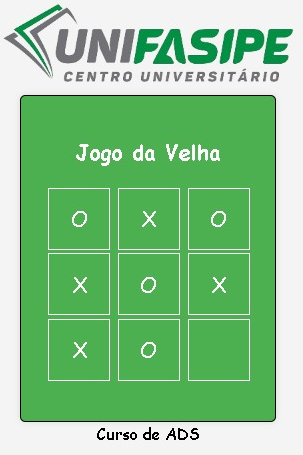 UNIFASIPE
CENTRO UNIVERSITÁRIO
Jogo da Velha
O X O
X O X
X O
Curso de ADS